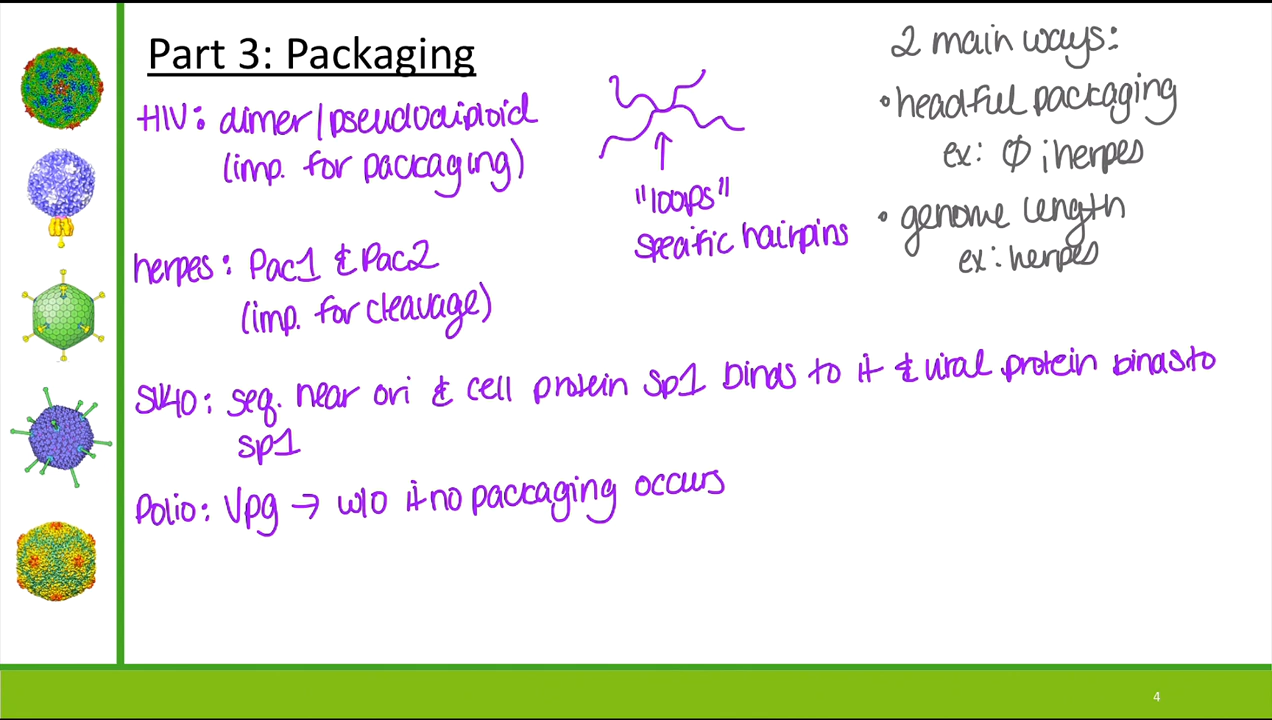 Part 3: Packaging
HIV: dimer/pseudodiploid
(imp. for packaging)
"loops"
specific hairpins
2 main ways:
•headful packaging
ex: Ø ; herpes
• genome length
ex: herpes
herpes: Pac1 & Pac2
(imp. for cleavage)
SV40: seq. near ori & cell protein Sp1 binds to it & viral protein binds to
Sp1
Polio: Vpg → w/o it no packaging occurs
4